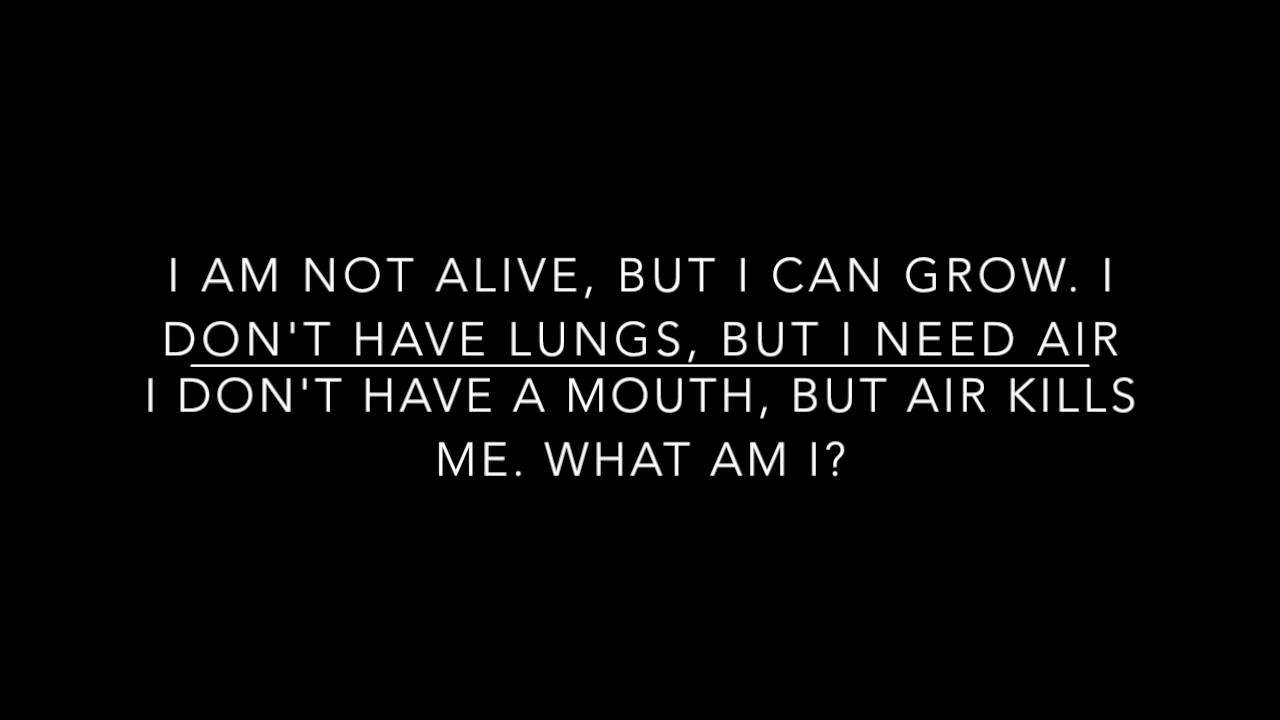 I AM NOT ALIVE, BUT I CAN GROW. I
DON'T HAVE LUNGS, BUT I NEED AIR
I DON'T HAVE A MOUTH, BUT AIR KILLS
ME. WHAT AM I?